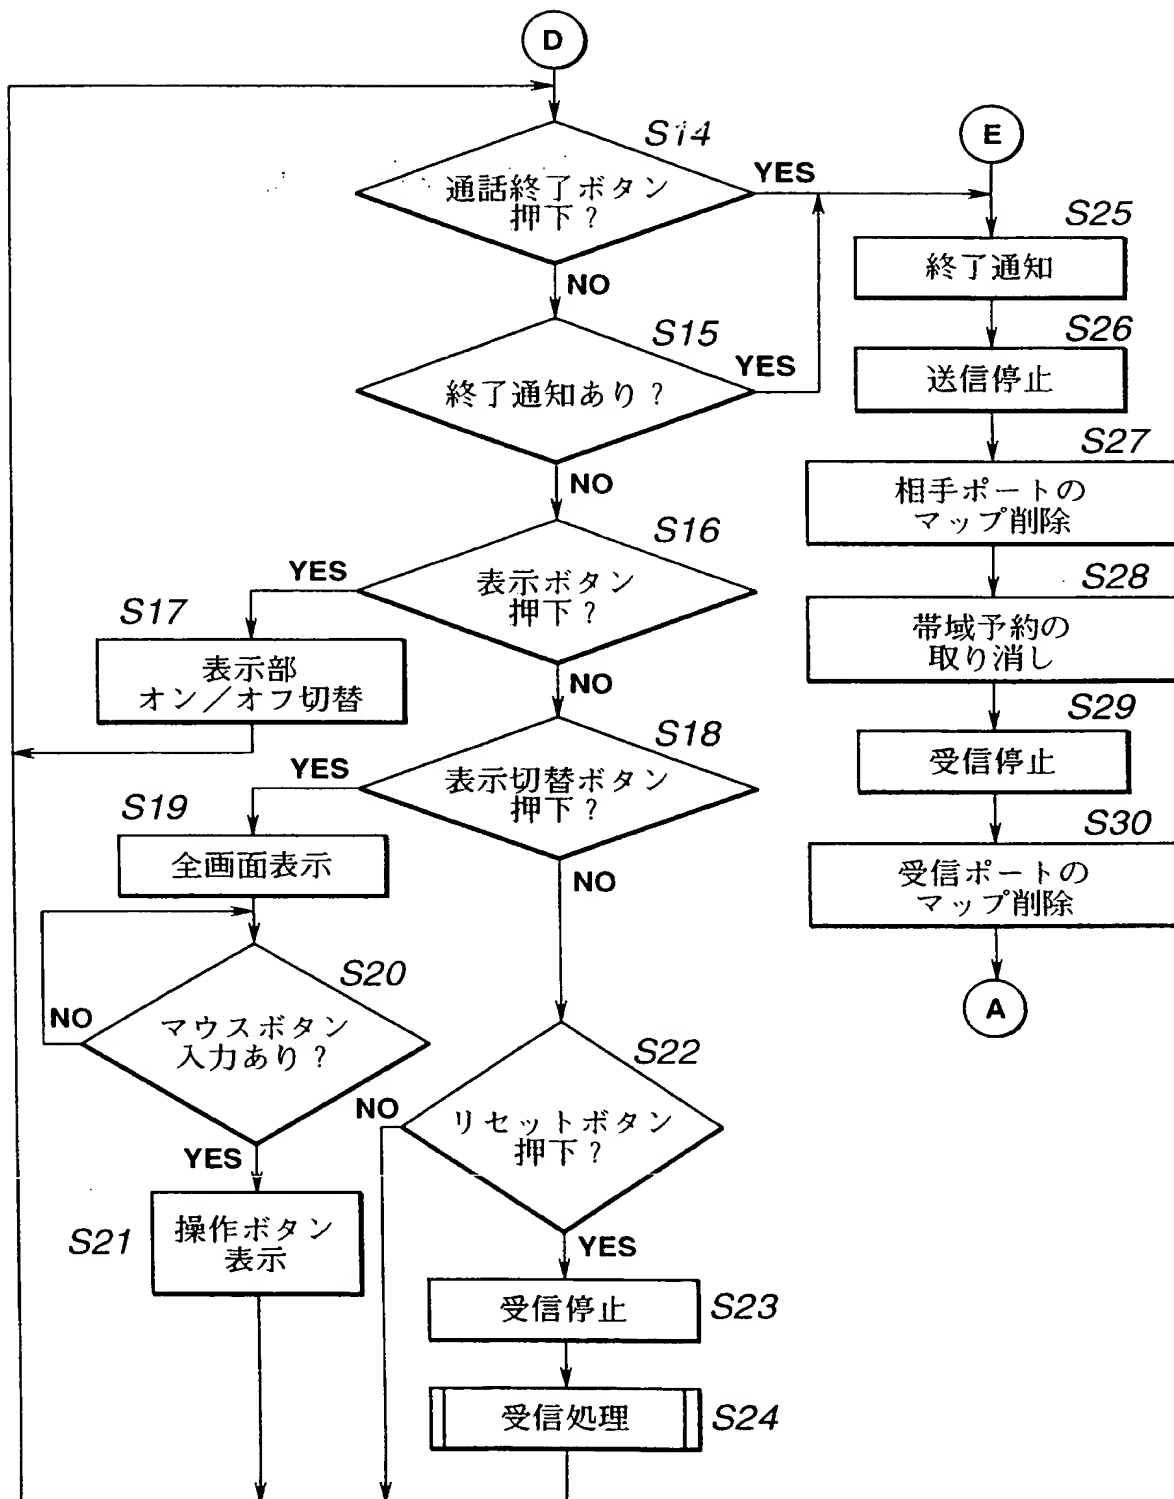 D
S14
通話終了ボタン
押下？
YES
NO
E
S25
終了通知
S15
終了通知あり？
YES
NO
S26
送信停止
S27
相手ポートの
マップ削除
S16
表示ボタン
押下？
YES
NO
S17
表示部
オン／オフ切替
S28
帯域予約の
取り消し
S18
表示切替ボタン
押下？
YES
NO
S29
受信停止
S19
全画面表示
S30
受信ポートの
マップ削除
A
S20
マウスボタン
入力あり？
NO
YES
S22
リセットボタン
押下？
NO
YES
S21
操作ボタン
表示
受信停止
S23
受信処理
S24